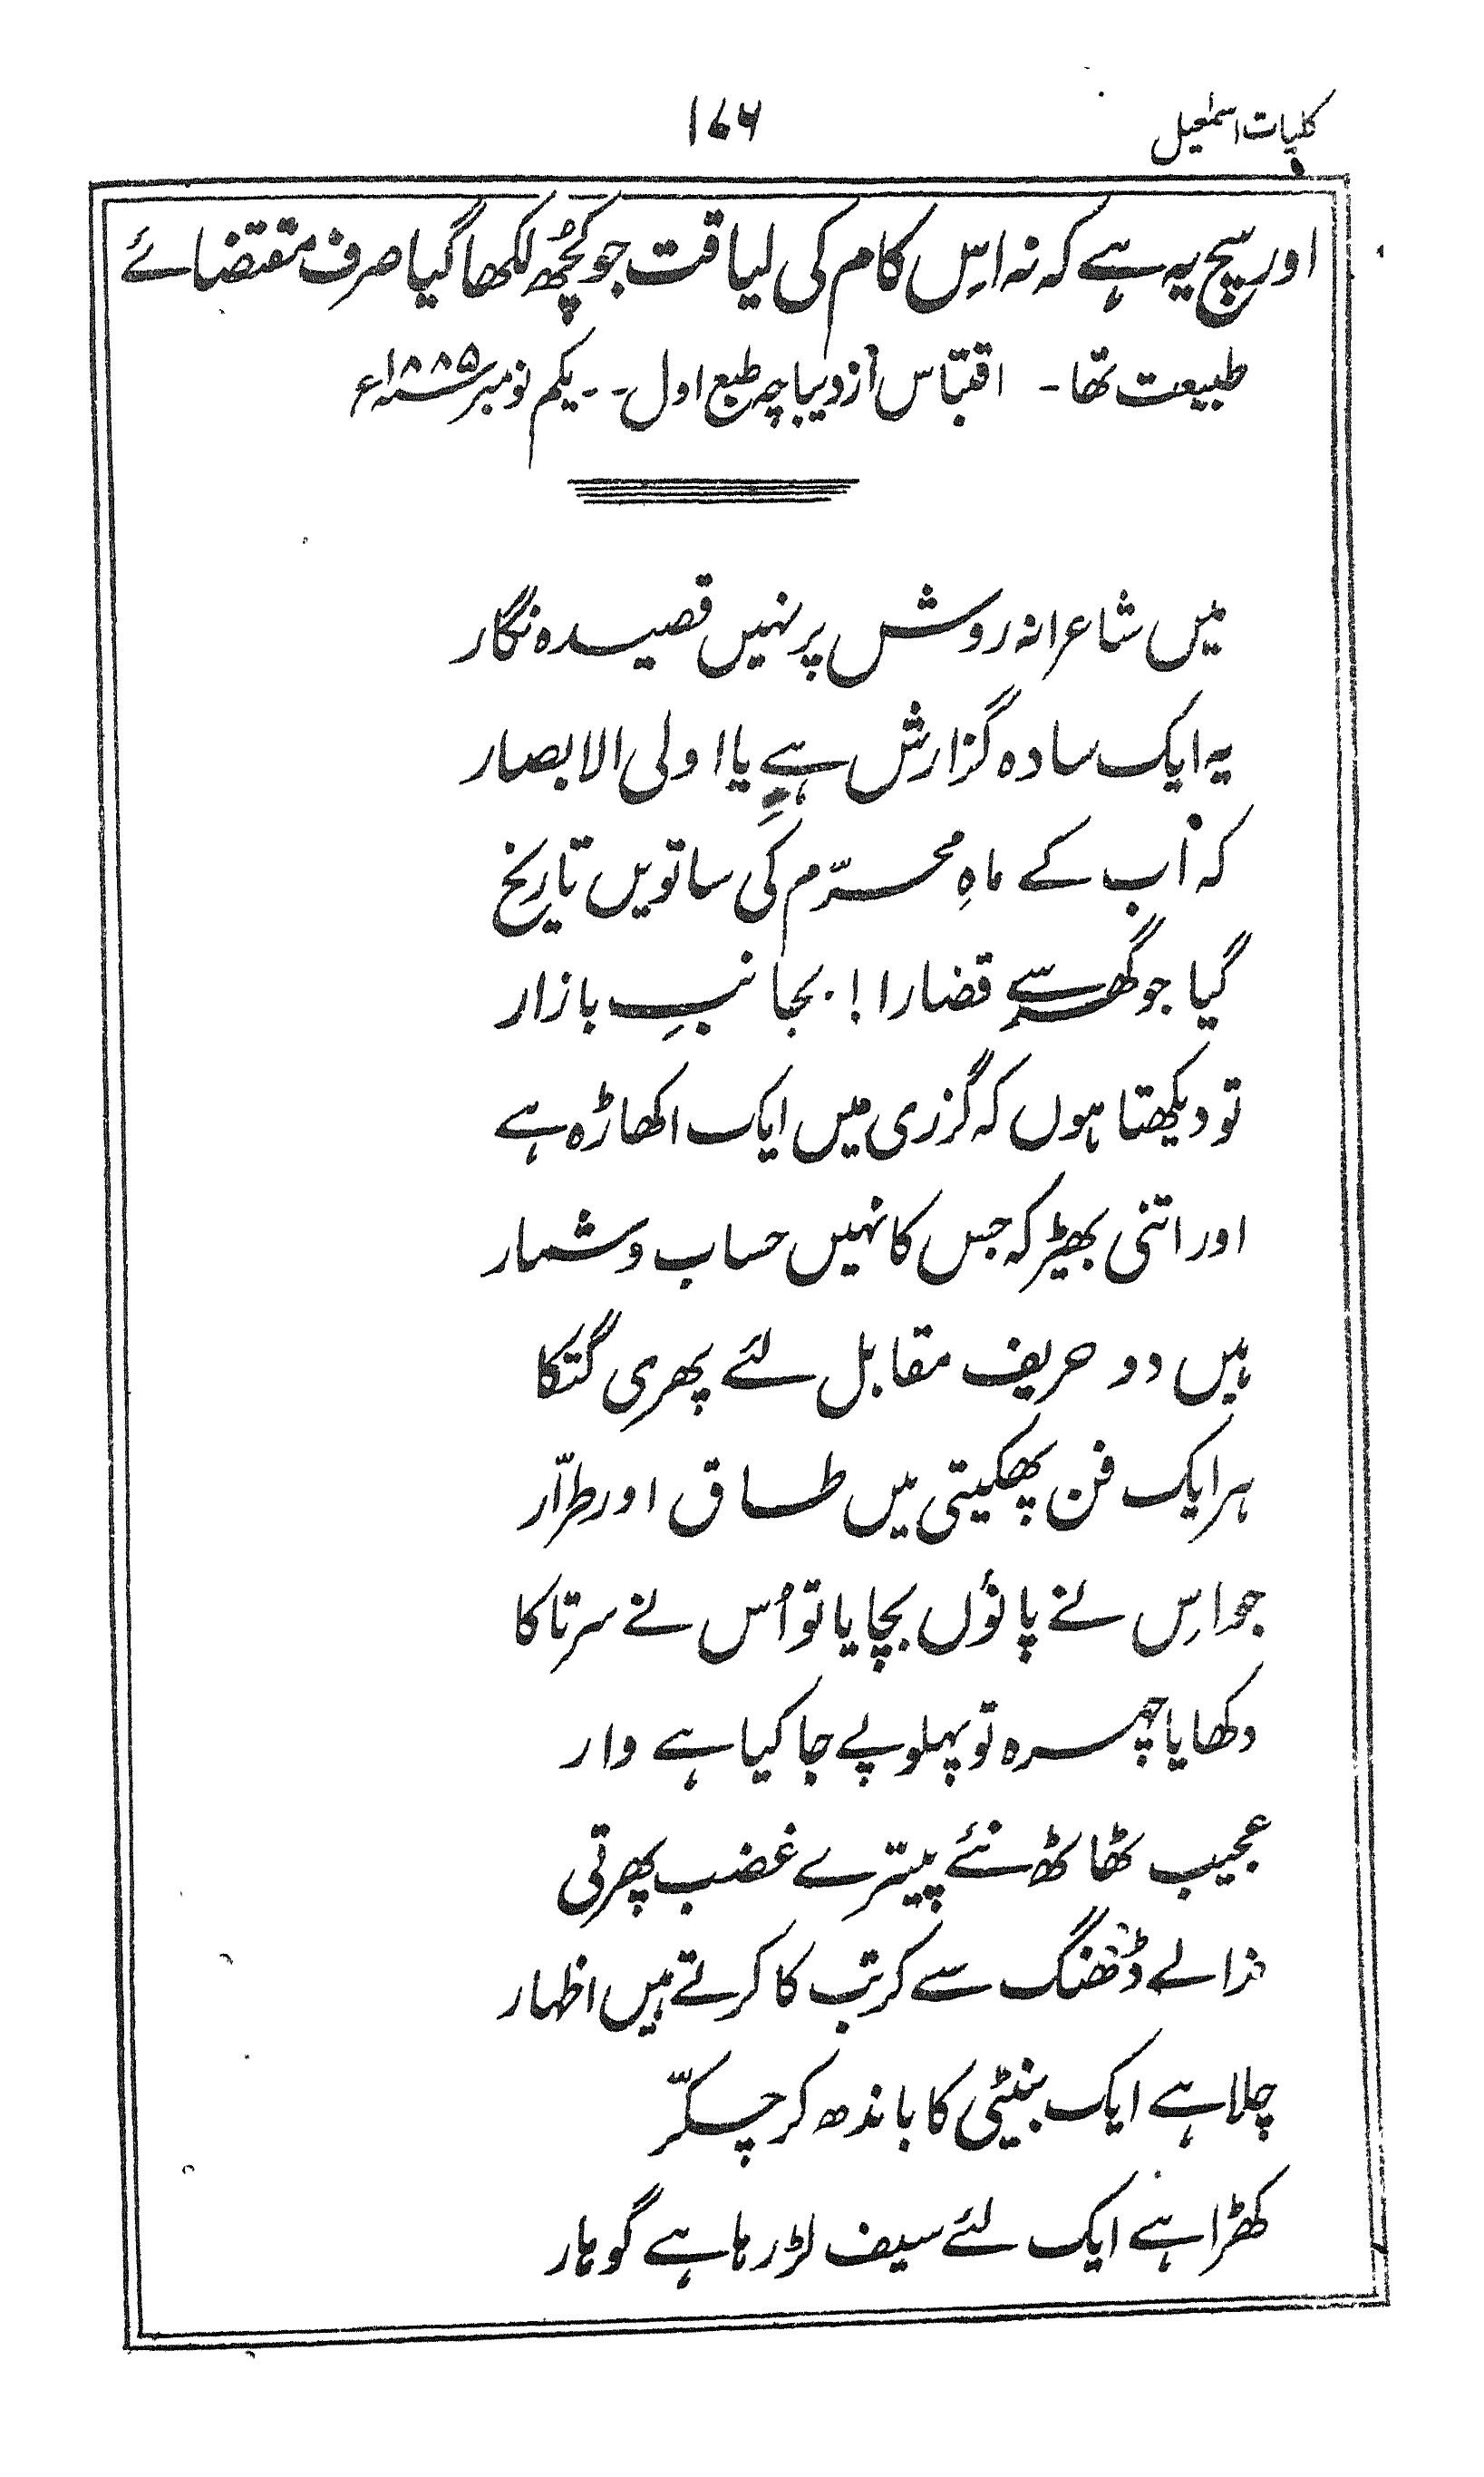 کلیات اسمٰعیل
۱۷۶
اور سچ یہ ہے کہ نہ اِس کام کی لیاقت جو کُچھ لکھا گیا صرف مقتضائے
طبیعت تھا - اقتباس از دیباچہ طبع اول - - یکم نومبر ۱۸۸۵ء
میں شاعرانہ روش پر نہیں قصیدہ نگار
یہ ایک سادہ گزارش ہے یا اولی الابصار
کہ اَب کے ماہِ محرّم کی ساتویں تاریخ
گیا جو گھر سے قضارا ! بجانبِ بازار
تو دیکھتا ہوں کہ گزری میں ایک اکھاڑہ ہے
اور اتنی بھیڑ کہ جس کا نہیں حساب و شمار
ہیں دو حریف مقابل لئے پھری گتکا
ہر ایک فن پھکیتی میں طاق اور طرّار
جو اِس نے پاؤں بچایا تو اُس نے سر تاکا
دکھایا چہرہ تو پہلو پے جا کیا ہے وار
عجیب ٹھاٹھ نئے پیترے غضب پھرتی
نرالے ڈھنگ سے کرتب کا کرتے ہیں اظہار
چلا ہے ایک بنیٹی کا باندھ کر چکّر
کھڑا ہے ایک لئے سیف لڑ رہا ہے گوہار